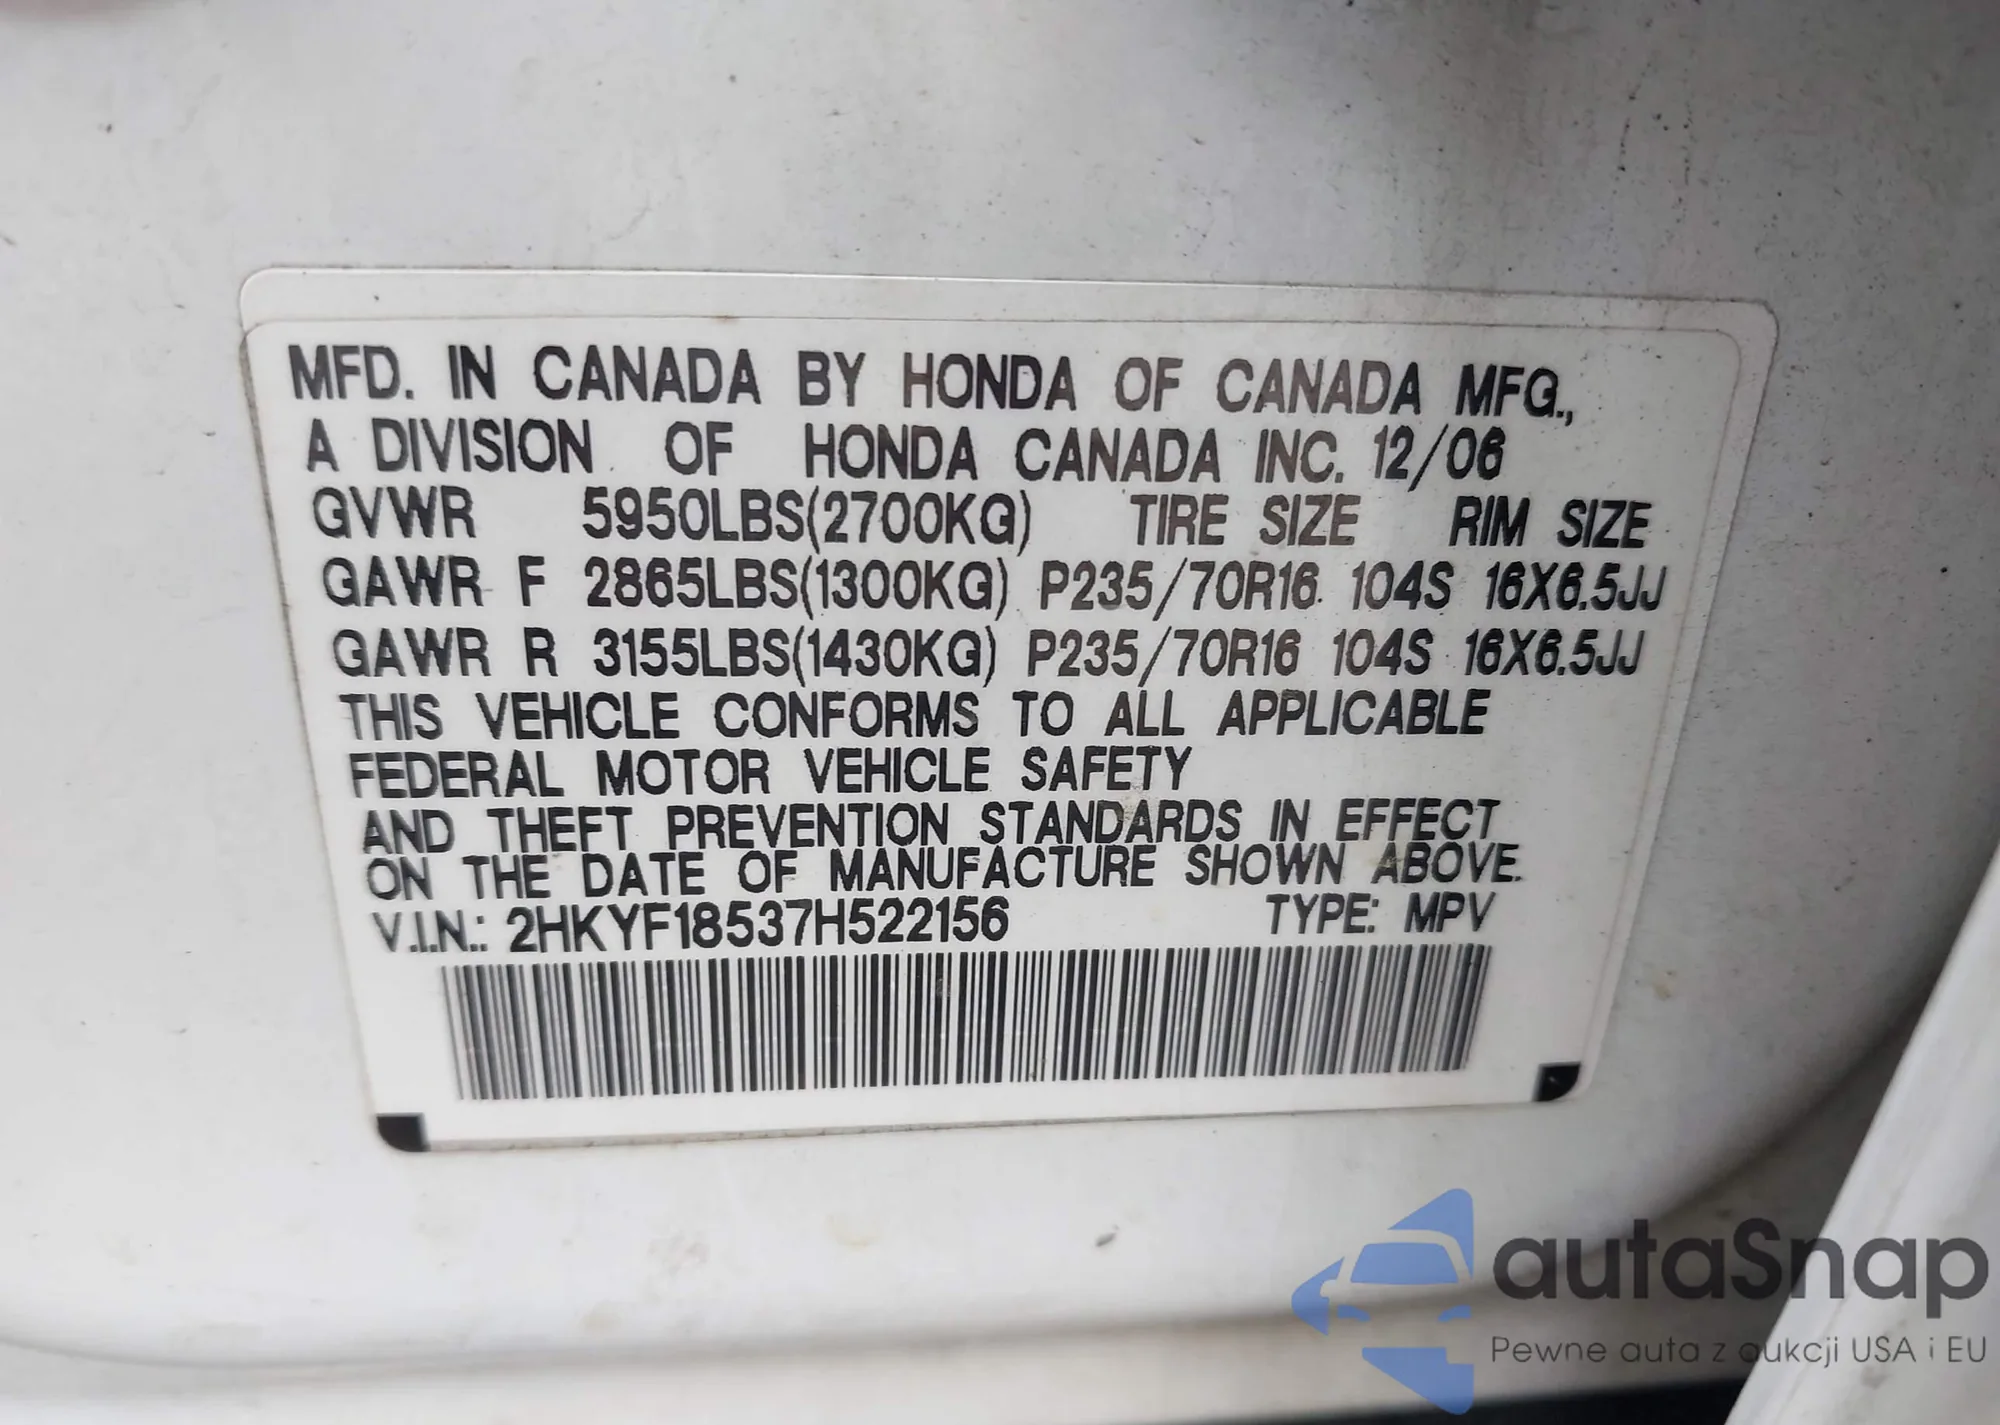 MFD. IN CANADA BY HONDA OF CANADA MFG.,
A DIVISION OF HONDA CANADA INC. 12/06
GVWR 5950LBS(2700KG) TIRE SIZE RIM SIZE
GAWR F 2865LBS(1300KG) P235/70R16 104S 16X6.5JJ
GAWR R 3155LBS(1430KG) P235/70R16 104S 16X6.5JJ
THIS VEHICLE CONFORMS TO ALL APPLICABLE
FEDERAL MOTOR VEHICLE SAFETY
AND THEFT PREVENTION STANDARDS IN EFFECT
ON THE DATE OF MANUFACTURE SHOWN ABOVE.
V.I.N.: 2HKYF18537H522156 TYPE: MPV
autaSnap
Pewne auta z aukcji USA i EU